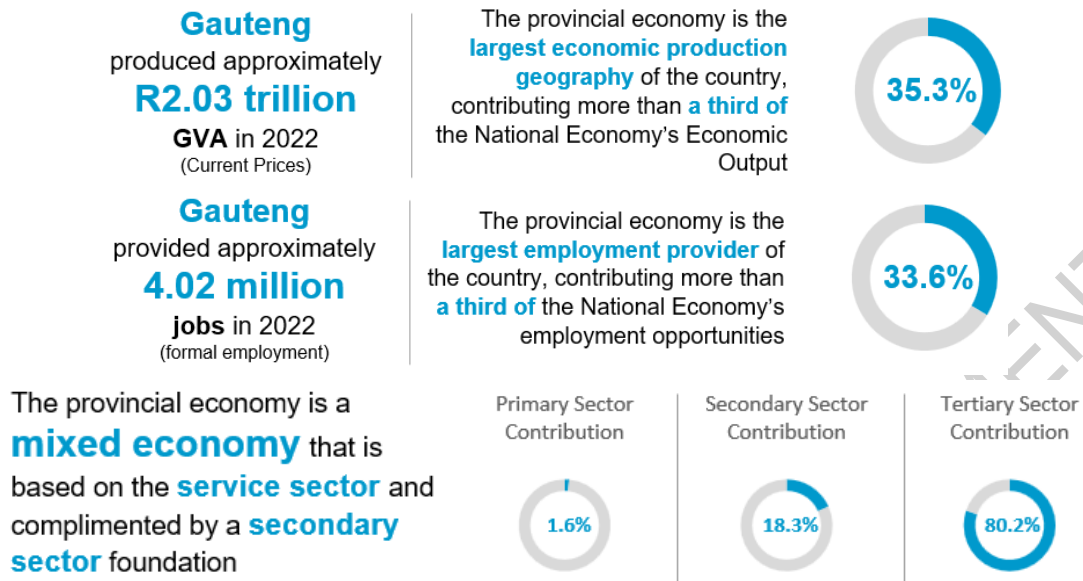 Gauteng
produced approximately
R2.03 trillion
GVA in 2022
(Current Prices)
The provincial economy is the
largest economic production
geography of the country,
contributing more than a third of
the National Economy's Economic
Output
35.3%
Gauteng
provided approximately
4.02 million
jobs in 2022
(formal employment)
The provincial economy is the
largest employment provider of
the country, contributing more than
a third of the National Economy's
employment opportunities
33.6%
The provincial economy is a
mixed economy that is
based on the service sector and
complimented by a secondary
sector foundation
Primary Sector
Contribution
1.6%
Secondary Sector
Contribution
18.3%
Tertiary Sector
Contribution
80.2%